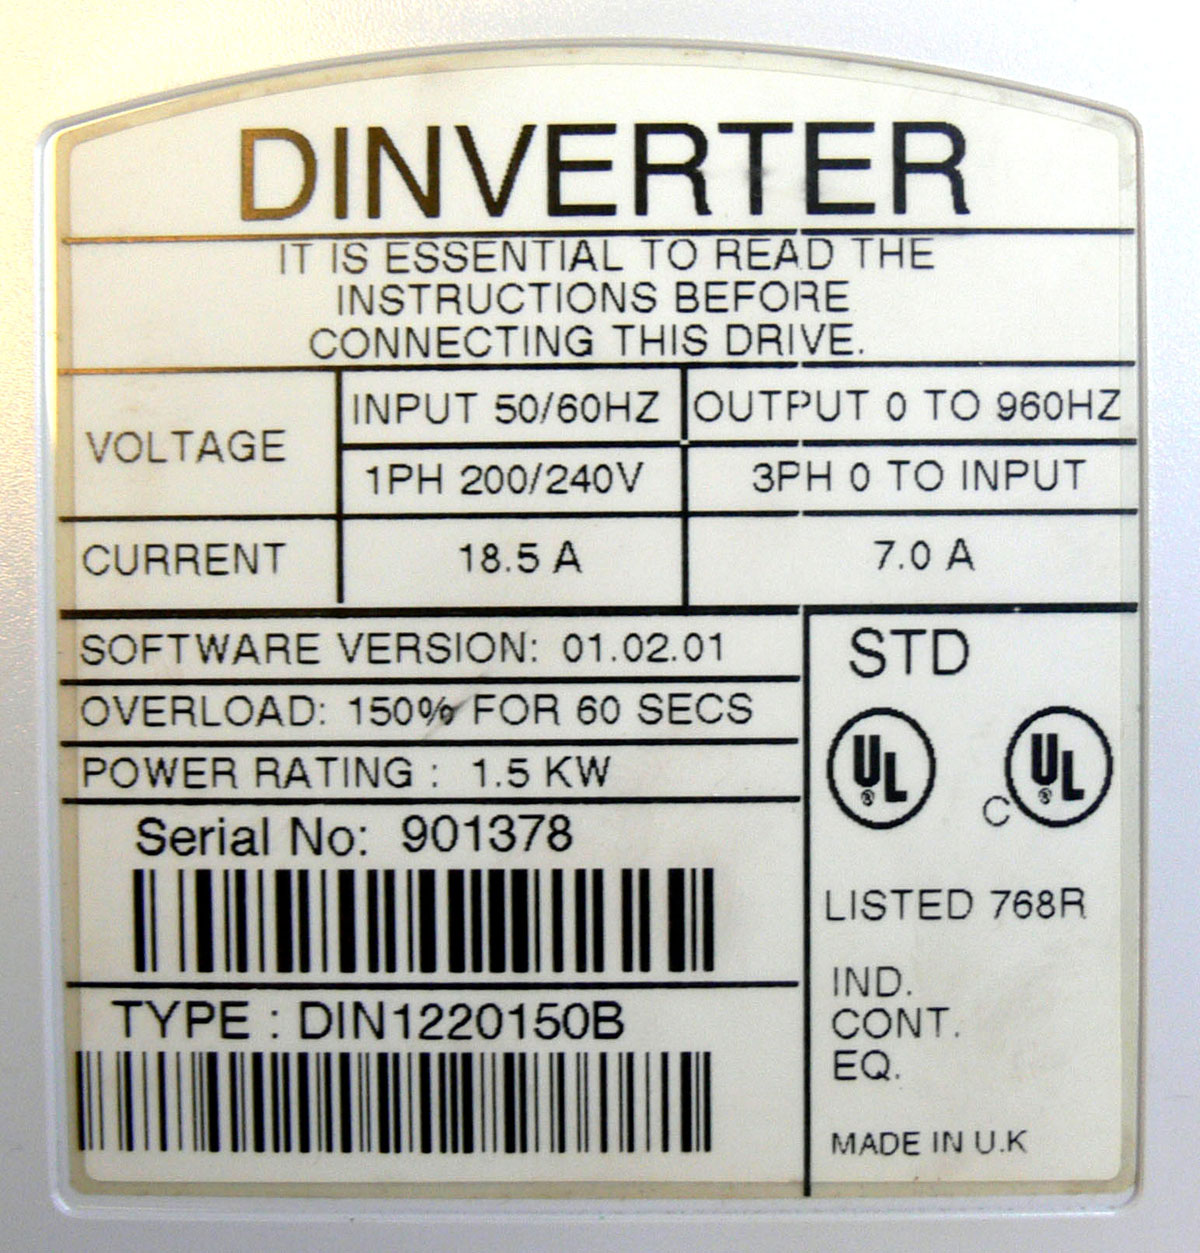 DINVERTER
IT IS ESSENTIAL TO READ THE
INSTRUCTIONS BEFORE
CONNECTING THIS DRIVE.
VOLTAGE
INPUT 50/60HZ
OUTPUT 0 TO 960HZ
1PH 200/240V
3PH 0 TO INPUT
CURRENT
18.5 A
7.0 A
SOFTWARE VERSION: 01.02.01
OVERLOAD: 150% FOR 60 SECS
POWER RATING : 1.5 KW
Serial No: 901378
TYPE : DIN1220150B
STD
UL ®
C UL ®
LISTED 768R
IND.
CONT.
EQ.
MADE IN U.K